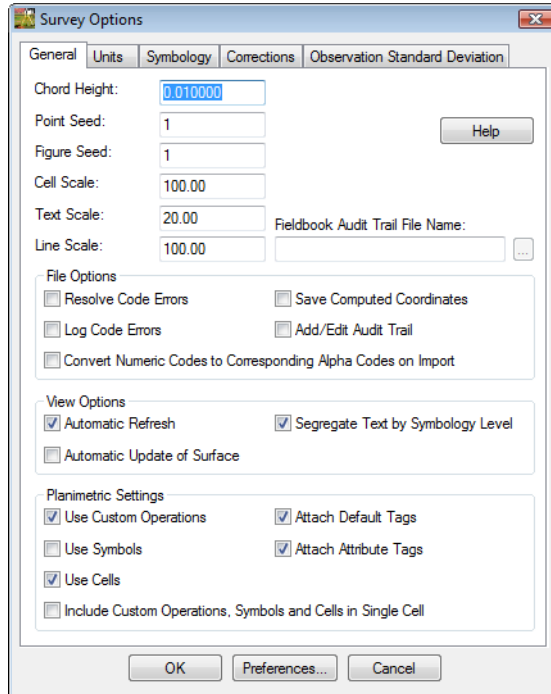 Survey Options
General Units Symbology Corrections Observation Standard Deviation
Chord Height: 0.010000
Point Seed: 1
Help
Figure Seed: 1
Cell Scale: 100.00
Text Scale: 20.00
Fieldbook Audit Trail File Name:
Line Scale: 100.00
...
File Options
Resolve Code Errors Save Computed Coordinates
Log Code Errors Add/Edit Audit Trail
Convert Numeric Codes to Corresponding Alpha Codes on Import
View Options
Automatic Refresh Segregate Text by Symbology Level
Automatic Update of Surface
Planimetric Settings
Use Custom Operations Attach Default Tags
Use Symbols Attach Attribute Tags
Use Cells
Include Custom Operations, Symbols and Cells in Single Cell
OK Preferences... Cancel